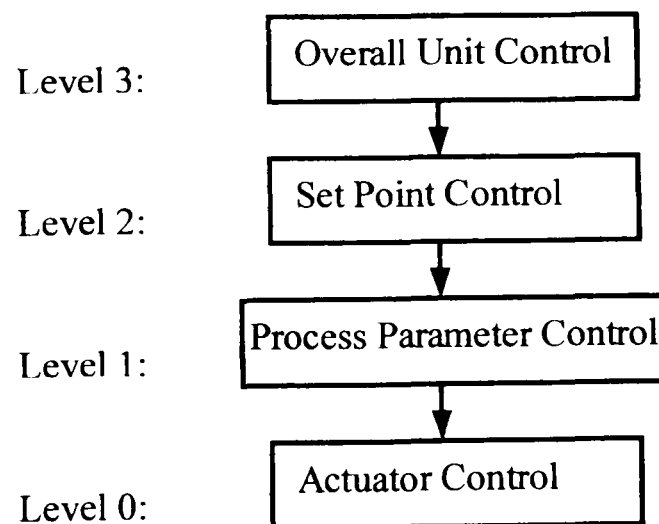 Level 3:
Overall Unit Control
Level 2:
Set Point Control
Level 1:
Process Parameter Control
Level 0:
Actuator Control